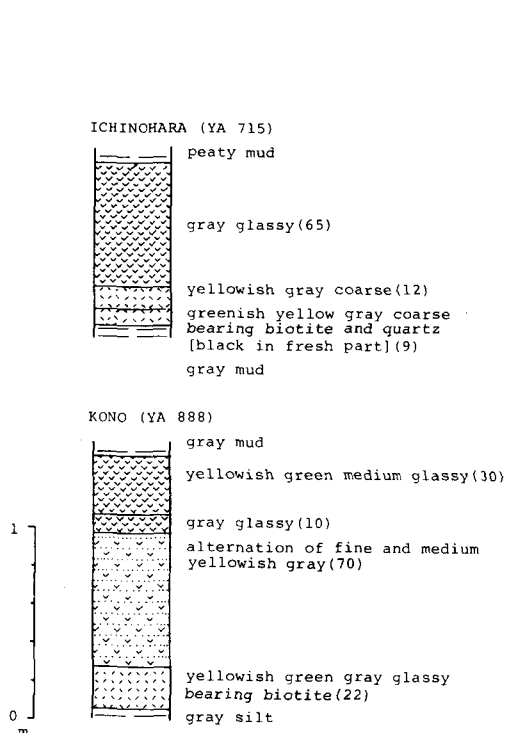 ICHINOHARA (YA 715)
peaty mud
gray glassy(65)
yellowish gray coarse(12)
greenish yellow gray coarse
bearing biotite and quartz
[black in fresh part](9)
gray mud
KONO (YA 888)
gray mud
yellowish green medium glassy(30)
1
gray glassy(10)
alternation of fine and medium
yellowish gray(70)
yellowish green gray glassy
bearing biotite(22)
0
gray silt
m